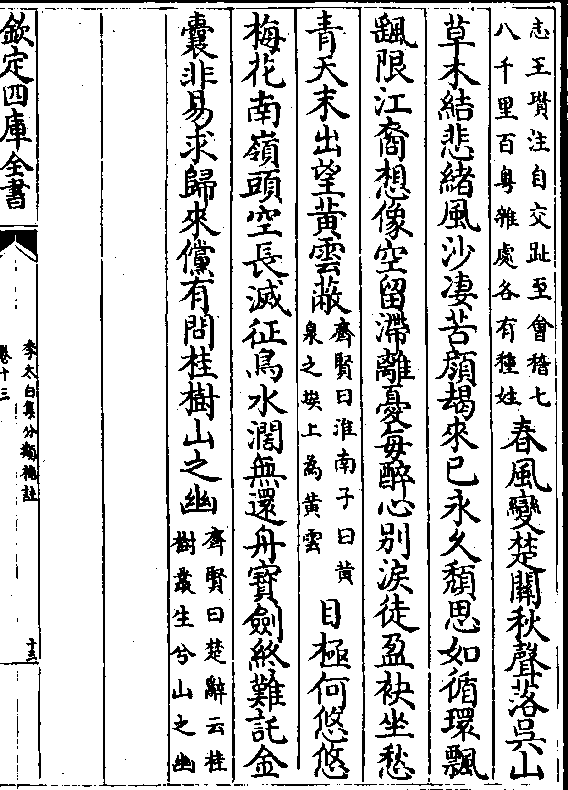 志王瓚注自交趾至會稽七
八千里百粤雜處各有種姓
春風變楚關秋聲落吳山
草木結悲緒風沙凄苦顔朅來已永久頽思如循環飄
飄限江裔想像空留滯離憂每醉心别淚徒盈袂坐愁
青天末出望黄雲蔽
齊賢曰淮南子曰黄
泉之埃上為黄雲
目極何悠悠
梅花南嶺頭空長滅征鳥水濶無還舟寶劍終難託金
囊非易求歸來儻有問桂樹山之幽
齊賢曰楚辭云桂
樹叢生兮山之幽
欽定四庫全書
李太白集分類補註
卷十三
十三